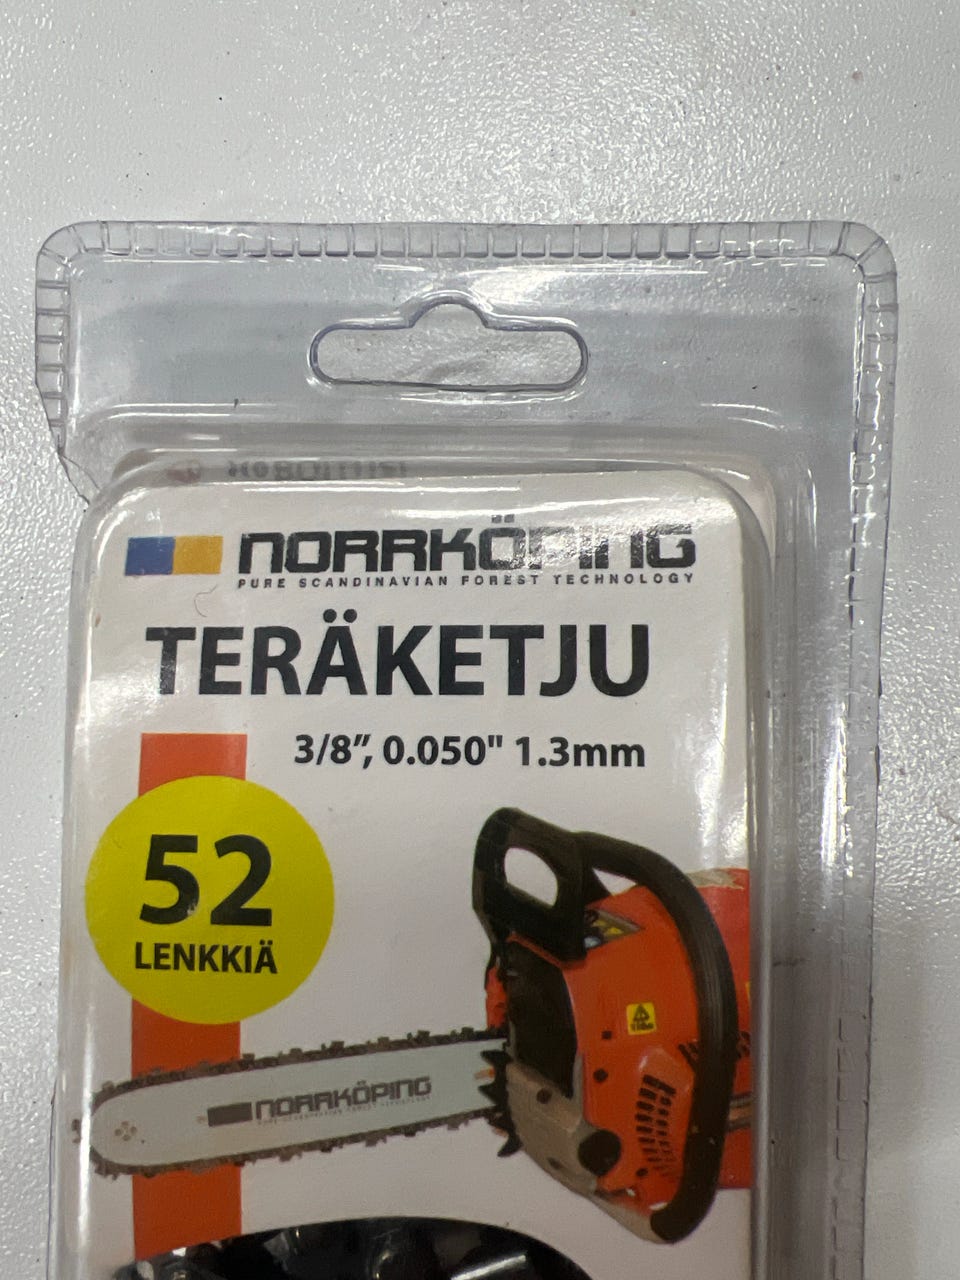 NORRKÖPING
PURE SCANDINAVIAN FOREST TECHNOLOGY
TERÄKETJU
3/8”, 0.050" 1.3mm
52
LENKKIÄ
NORRKÖPING